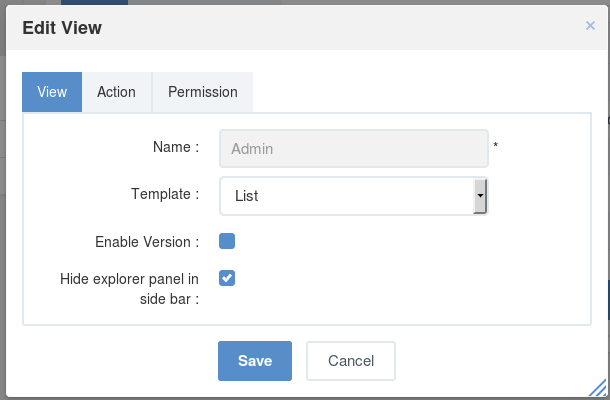 Edit View
×
View Action Permission
Name : Admin *
Template : List
Enable Version :
Hide explorer panel in
side bar :
Save Cancel